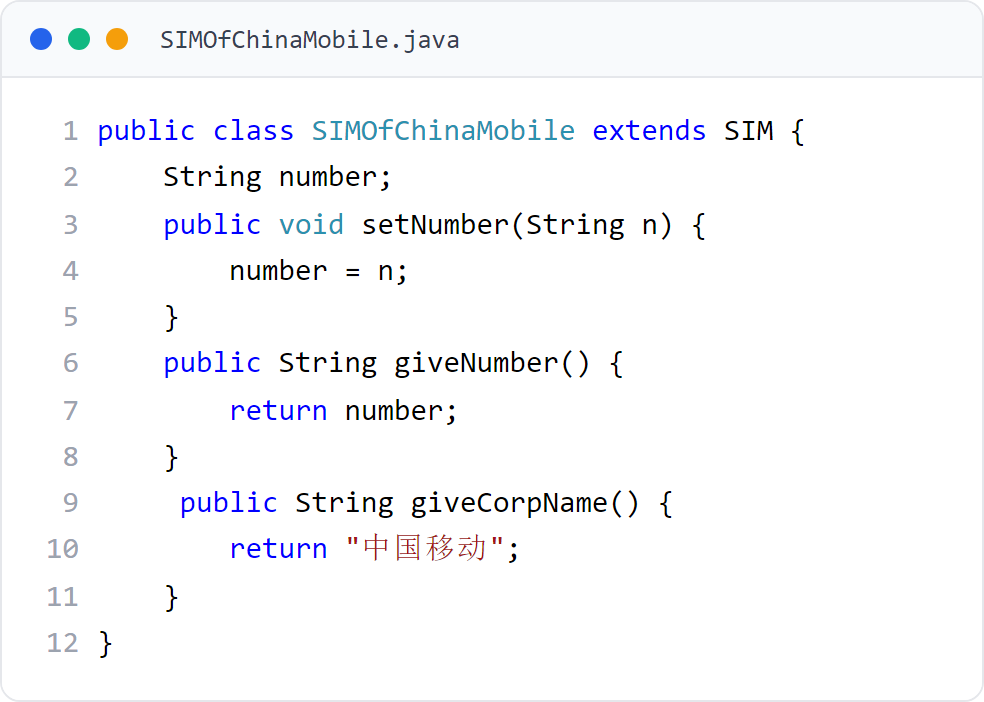 SIMOfChinaMobile.java
1 public class SIMOfChinaMobile extends SIM {
2     String number;
3     public void setNumber(String n) {
4         number = n;
5     }
6     public String giveNumber() {
7         return number;
8     }
9      public String giveCorpName() {
10         return "中国移动";
11     }
12 }